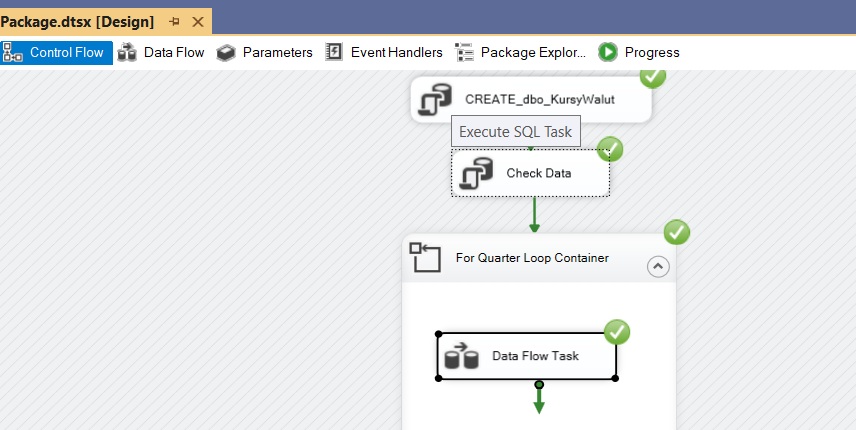 Package.dtsx [Design]
Control Flow
Data Flow
Parameters
Event Handlers
Package Explor...
Progress
CREATE_dbo_KursyWalut
Execute SQL Task
Check Data
For Quarter Loop Container
Data Flow Task